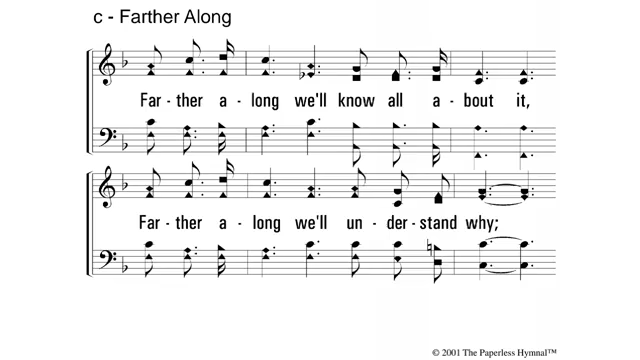 c - Farther Along
Far - ther a - long we'll know all a - bout it,
Far - ther a - long we'll un - der - stand why;
© 2001 The Paperless Hymnal™